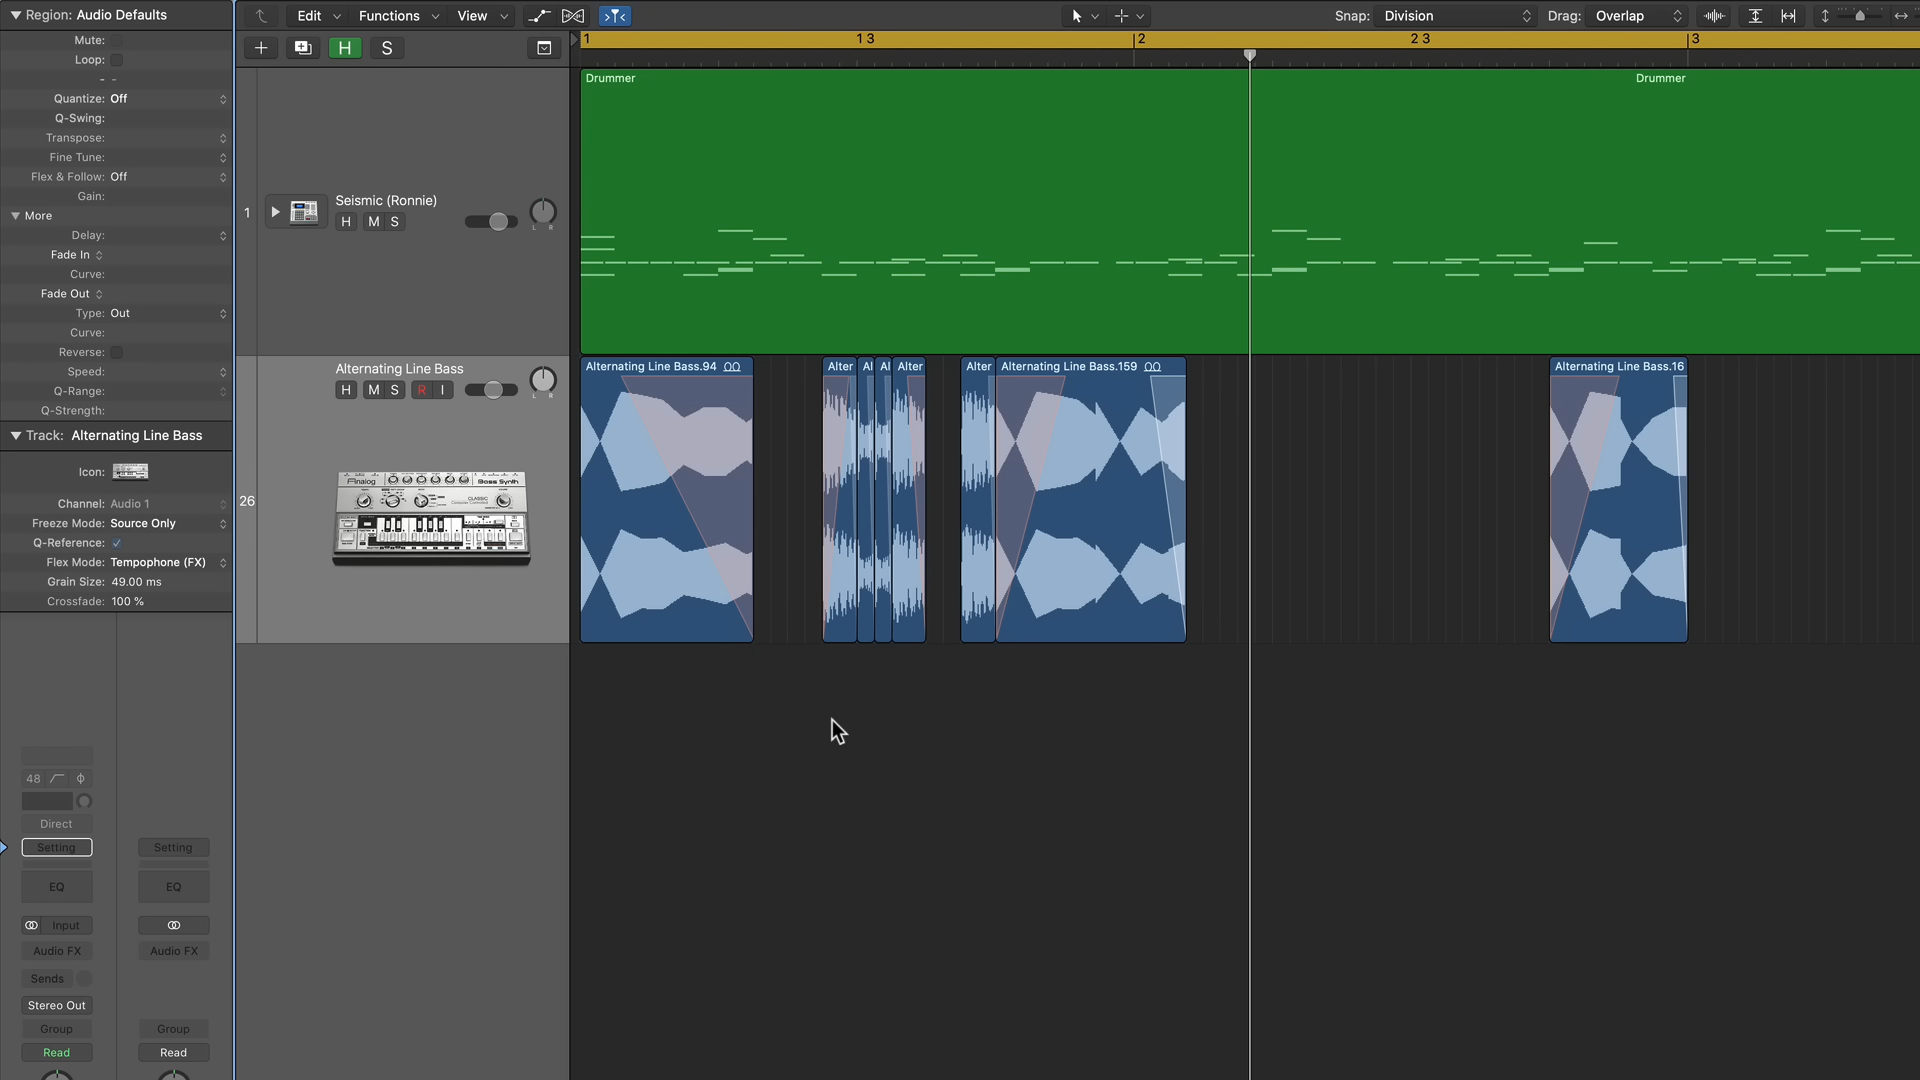 Region: Audio Defaults
Mute:
Loop:
- -
Quantize: Off
Q-Swing:
Transpose:
Fine Tune:
Flex & Follow: Off
Gain:
More
Delay:
Fade In
Curve:
Fade Out
Type: Out
Curve:
Reverse:
Speed:
Q-Range:
Q-Strength:
Track: Alternating Line Bass
Icon:
Channel: Audio 1
Freeze Mode: Source Only
Q-Reference:
Flex Mode: Tempophone (FX)
Grain Size: 49.00 ms
Crossfade: 100 %
48
Direct
Setting Setting
EQ EQ
Input
Audio FX Audio FX
Sends
Stereo Out
Group Group
Read Read
Edit Functions View Snap: Division Drag: Overlap
H S
1 1 3 2 2 3 3
1
Seismic (Ronnie)
H M S
L R
Drummer Drummer
26
Alternating Line Bass
H M S R I
L R
Analog Bass Synth
CLASSIC
Alternating Line Bass.94 Alter Al Al Alter Alter Alternating Line Bass.159 Alternating Line Bass.16